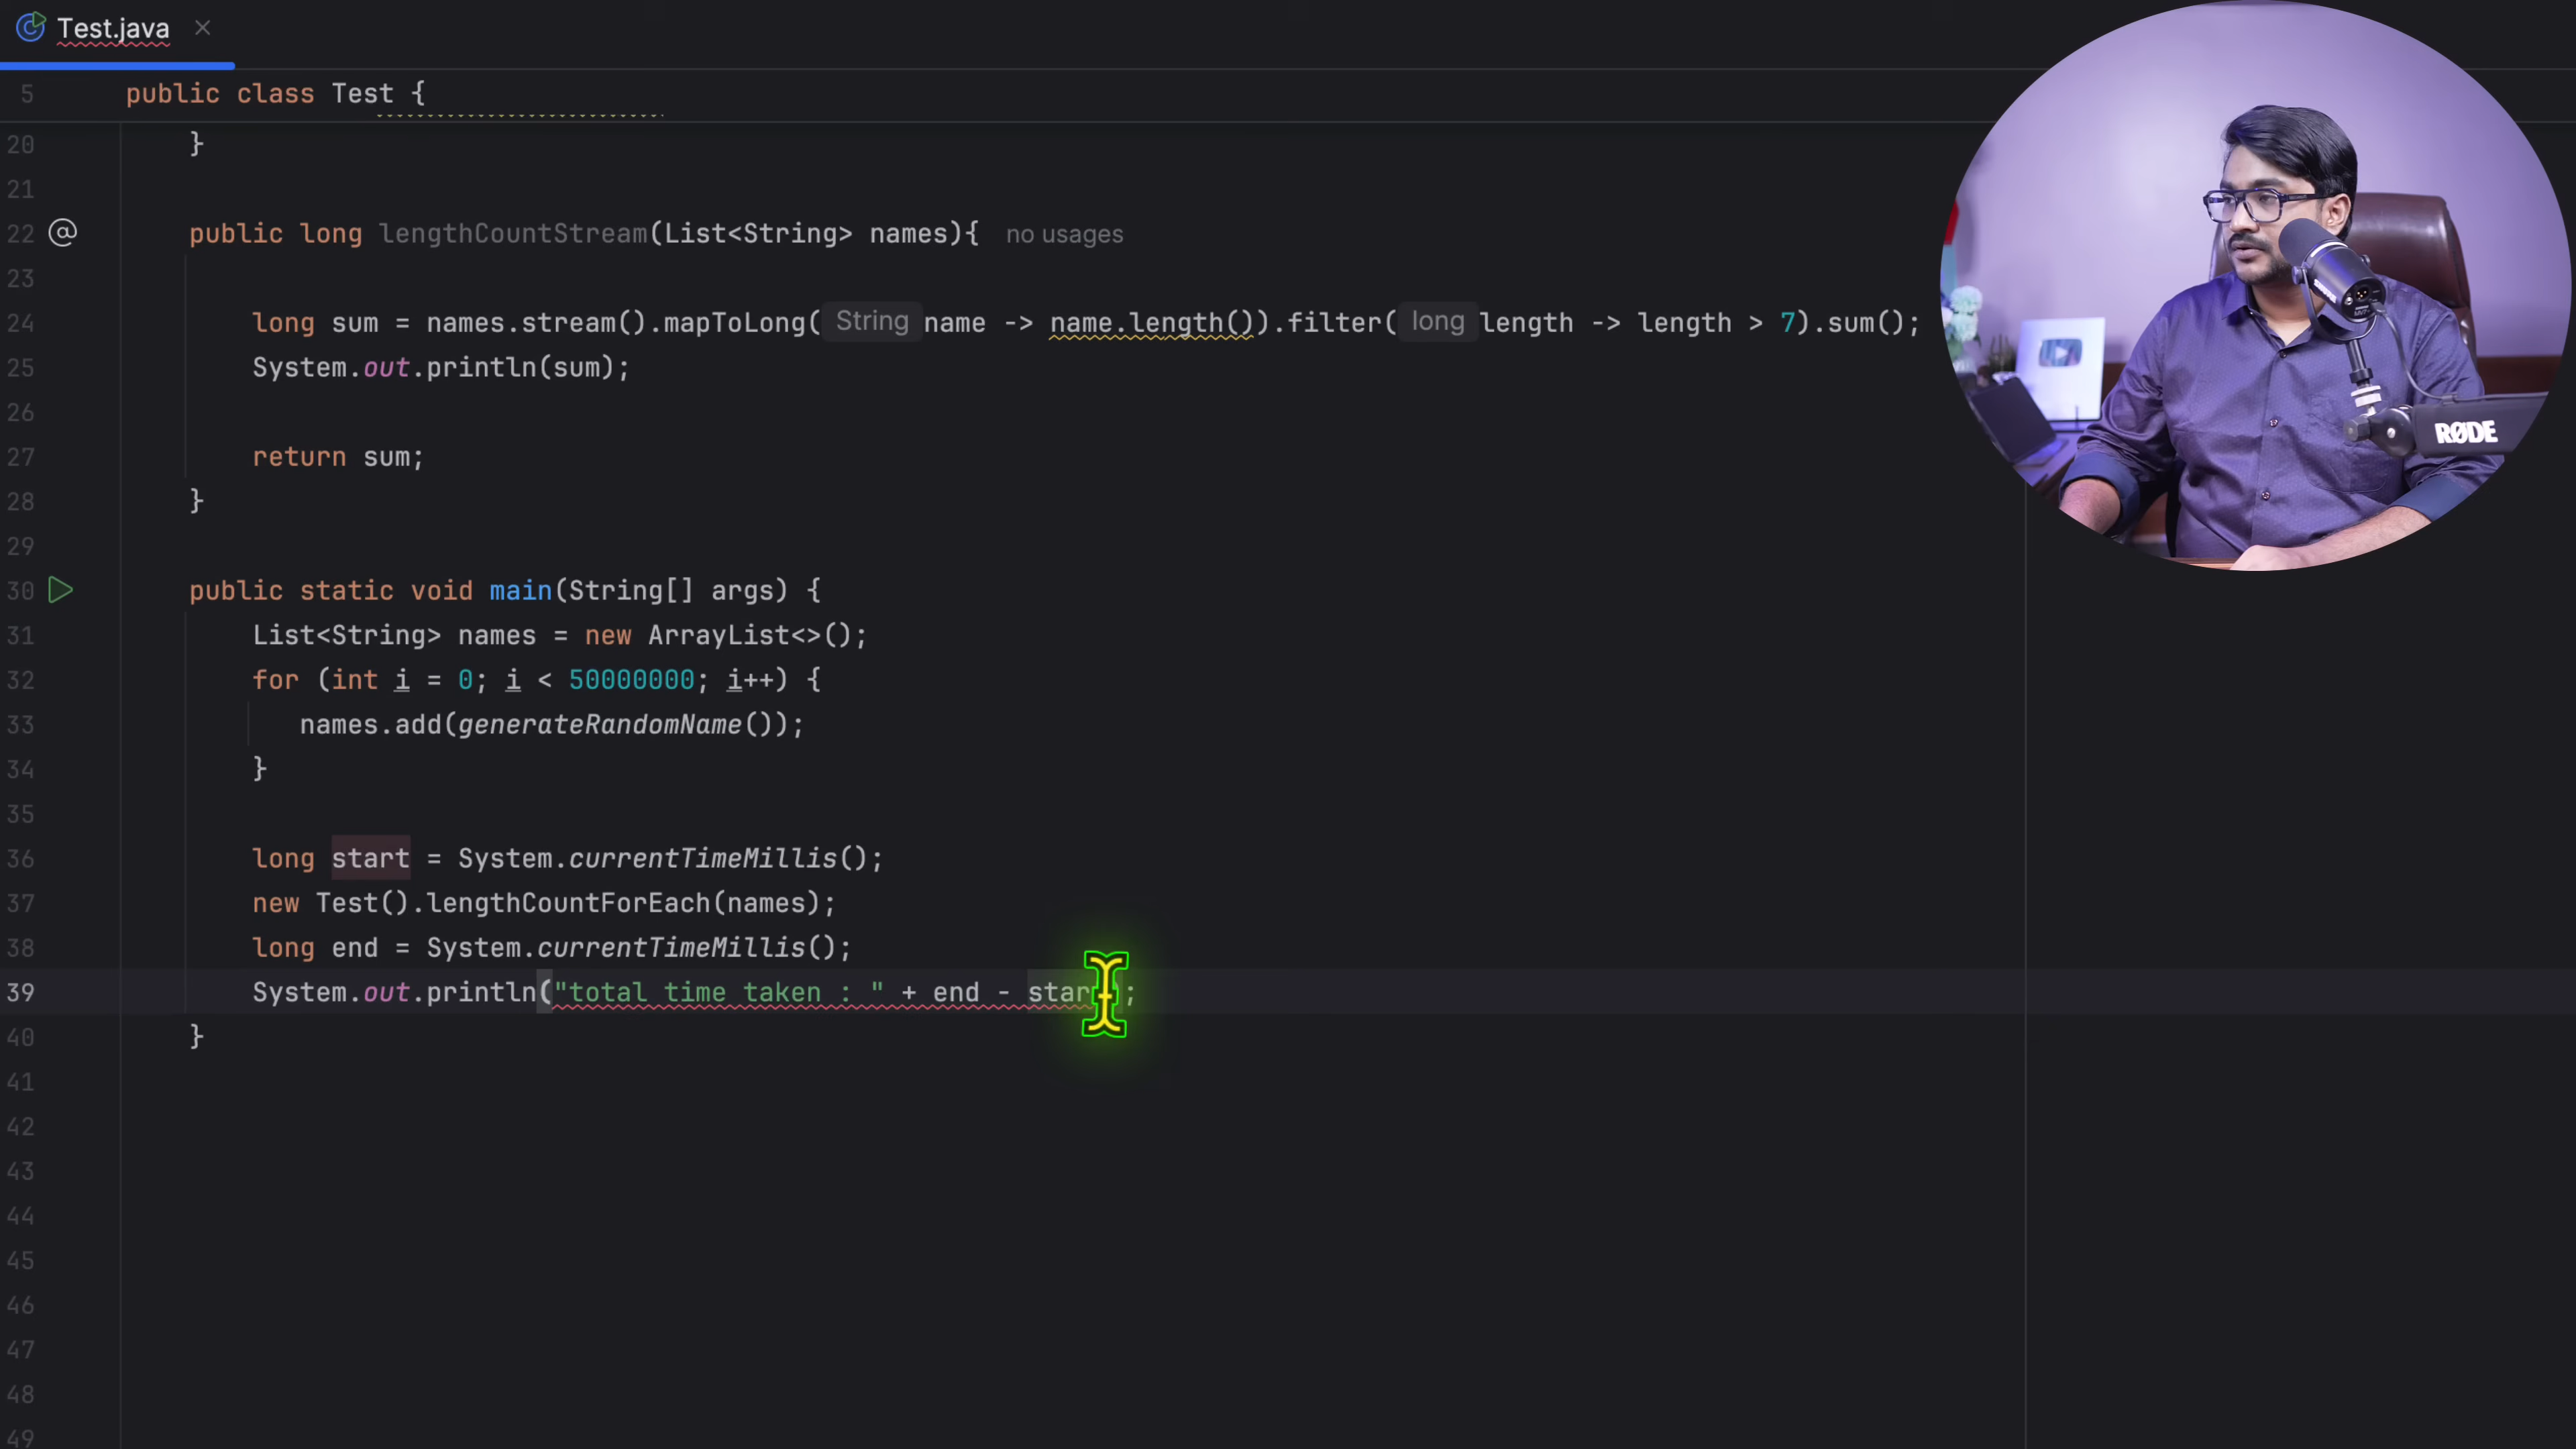 Test.java
5 public class Test {
20 }
21
22 public long lengthCountStream(List<String> names){ no usages
23
24 long sum = names.stream().mapToLong( String name -> name.length()).filter( long length -> length > 7).sum();
25 System.out.println(sum);
26
27 return sum;
28 }
29
30 public static void main(String[] args) {
31 List<String> names = new ArrayList<>();
32 for (int i = 0; i < 50000000; i++) {
33 names.add(generateRandomName());
34 }
35
36 long start = System.currentTimeMillis();
37 new Test().lengthCountForEach(names);
38 long end = System.currentTimeMillis();
39 System.out.println("total time taken : " + end - start);
40 }
41
42
43
44
45
46
47
48
49
RØDE